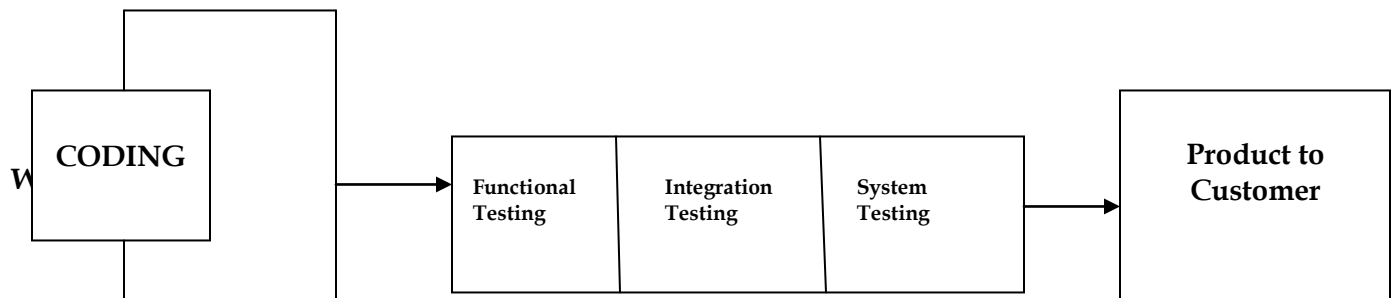 CODING
W
Functional
Testing
Integration
Testing
System
Testing
Product to
Customer